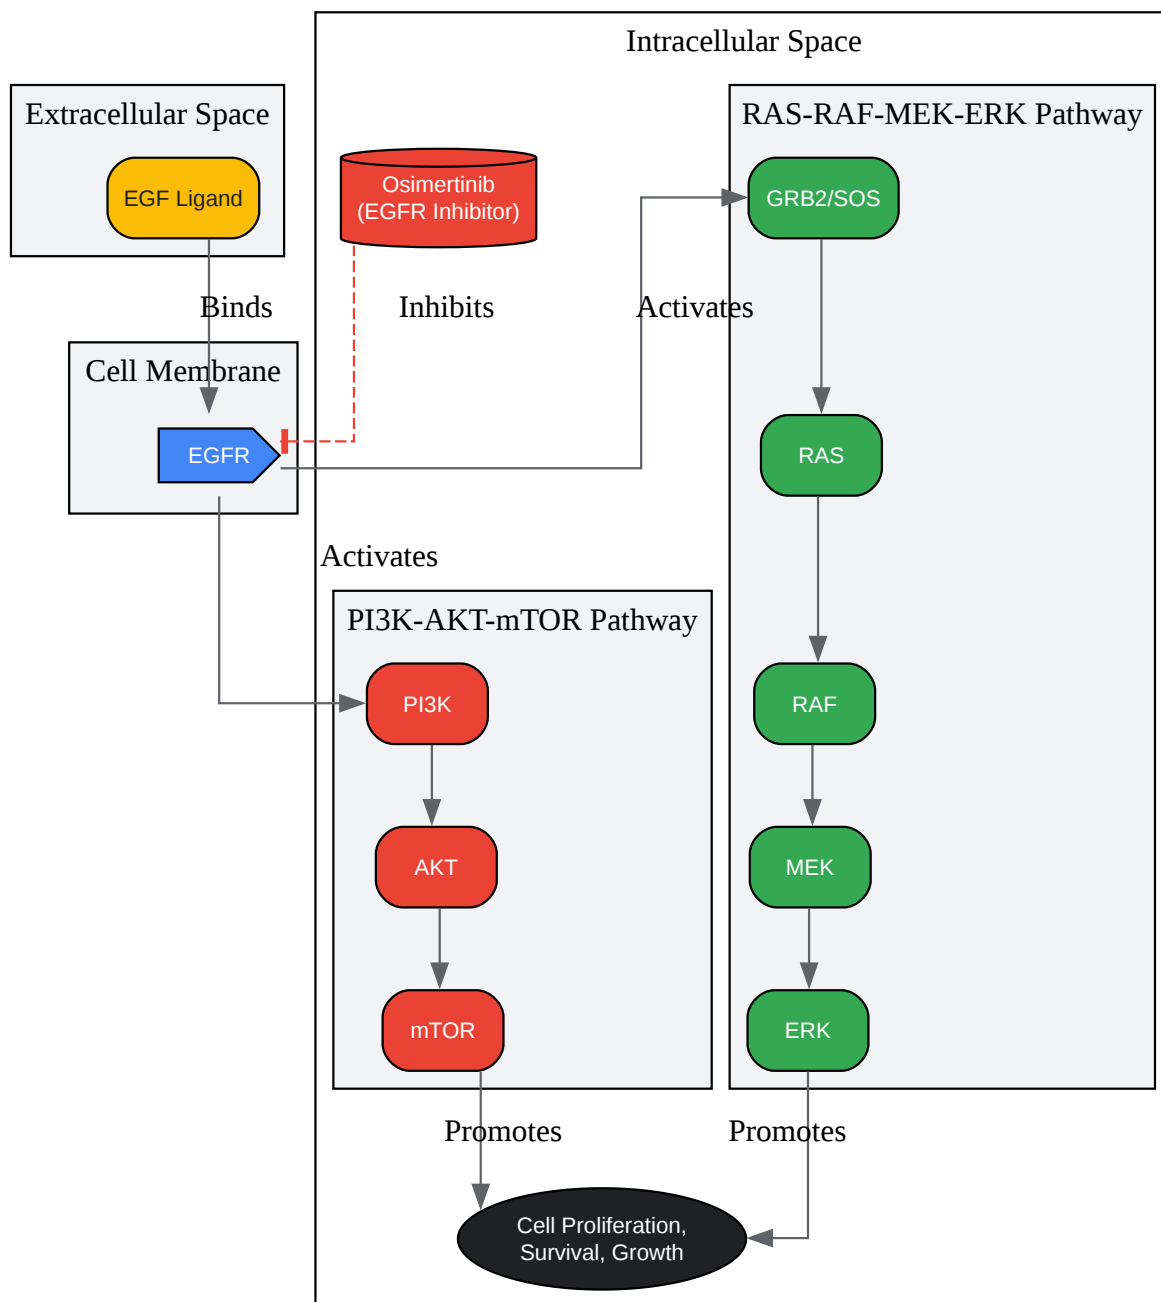 Intracellular Space
Extracellular Space
EGF Ligand
Osimertinib
(EGFR Inhibitor)
RAS-RAF-MEK-ERK Pathway
GRB2/SOS
Binds
Inhibits
Activates
Cell Membrane
EGFR
RAS
Activates
PI3K-AKT-mTOR Pathway
PI3K
RAF
AKT
MEK
mTOR
ERK
Promotes
Promotes
Cell Proliferation,
Survival, Growth